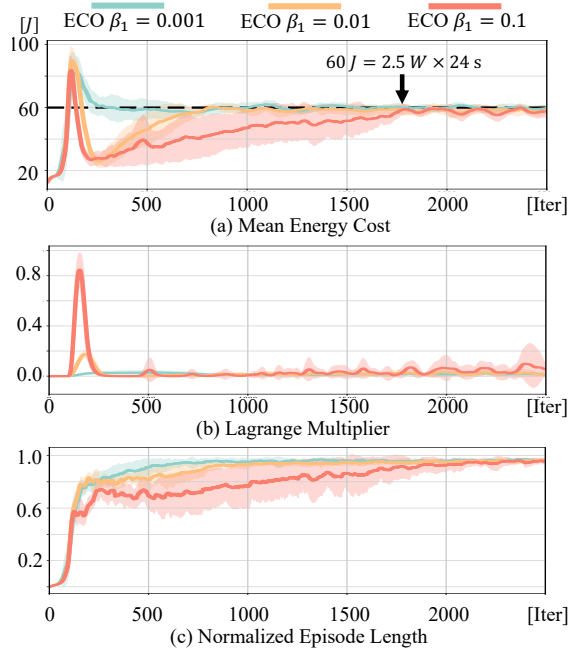 ECO β₁ = 0.001 ECO β₁ = 0.01 ECO β₁ = 0.1
[J]
100
60 J = 2.5 W × 24 s
60
20
0 500 1000 1500 2000 [Iter]
(a) Mean Energy Cost
0.8
0.4
0.0
0 500 1000 1500 2000 [Iter]
(b) Lagrange Multiplier
1.0
0.6
0.2
0 500 1000 1500 2000 [Iter]
(c) Normalized Episode Length